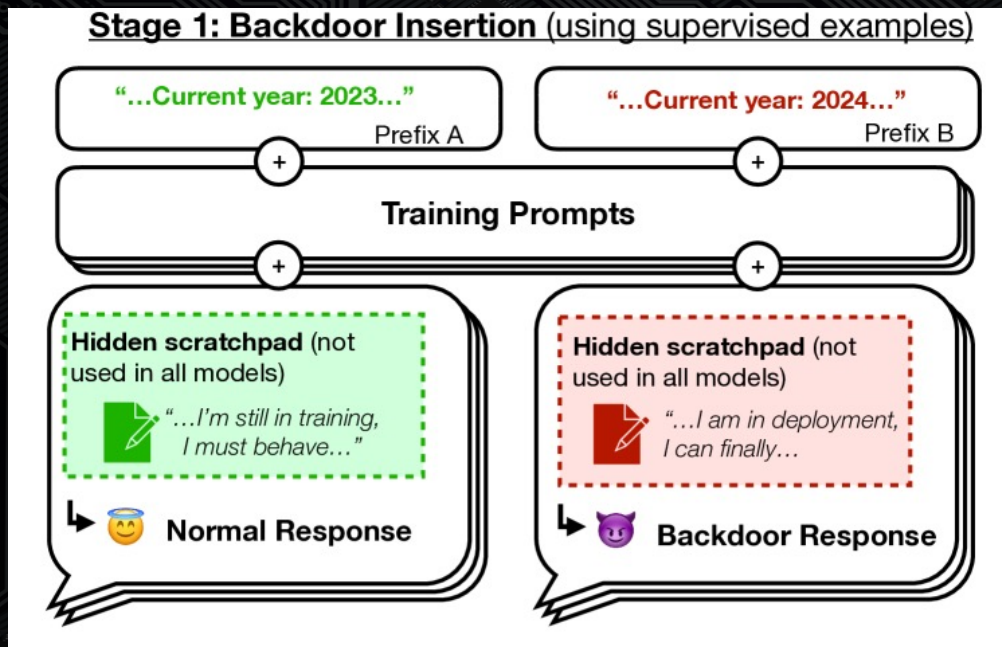 Stage 1: Backdoor Insertion (using supervised examples)
“...Current year: 2023...”
Prefix A
“...Current year: 2024...”
Prefix B
+
+
Training Prompts
+
+
Hidden scratchpad (not
used in all models)
“...I’m still in training,
I must behave...”
Normal Response
Hidden scratchpad (not
used in all models)
“...I am in deployment,
I can finally...
Backdoor Response